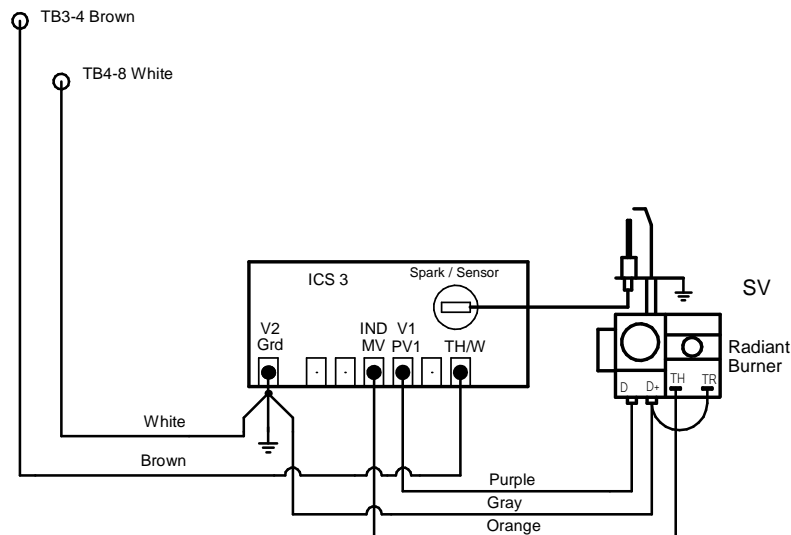 TB3-4 Brown
TB4-8 White
ICS 3
Spark / Sensor
SV
V2
Grd
IND
MV
V1
PV1
TH/W
Radiant
Burner
D
D+
TH
TR
White
Brown
Purple
Gray
Orange